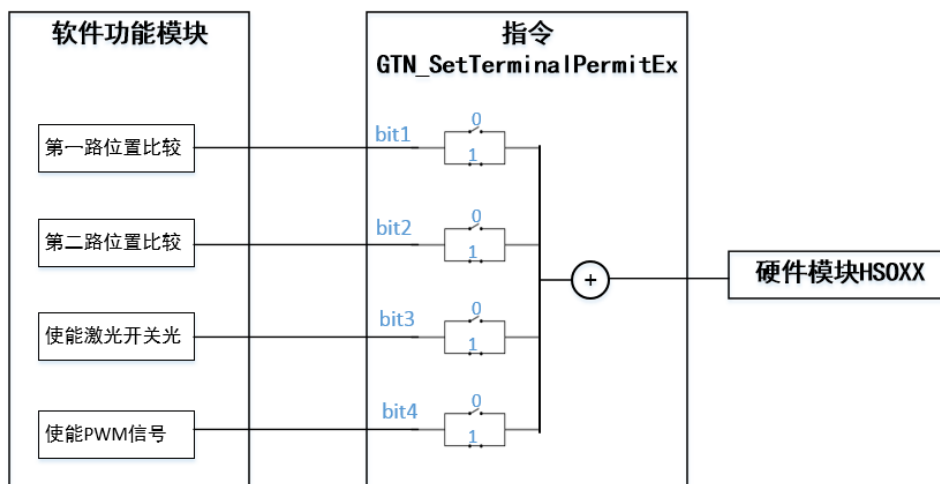 软件功能模块
指令
GTN_SetTerminalPermitEx
第一路位置比较
bit1
0
1
第二路位置比较
bit2
0
1
硬件模块HSOXX
+
使能激光开关光
bit3
0
1
使能PWM信号
bit4
0
1